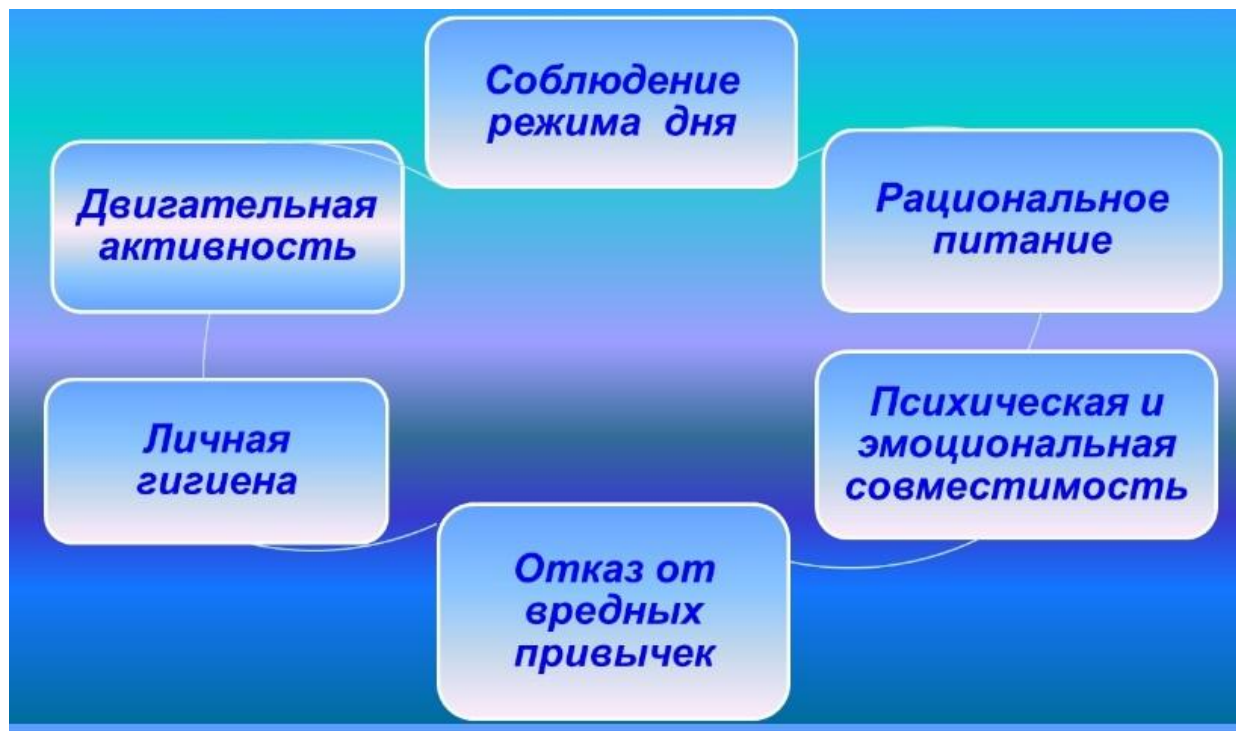 Соблюдение
режима дня
Двигательная
активность
Рациональное
питание
Личная
гигиена
Психическая и
эмоциональная
совместимость
Отказ от
вредных
привычек